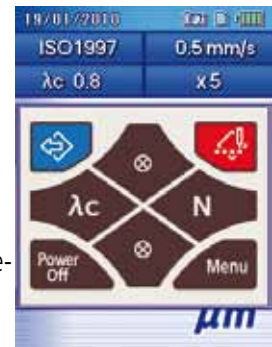 19/01/2010
ISO1997 0.5 mm/s
λc 0.8 x5
λc N
Power
Off
Menu
μm
e-